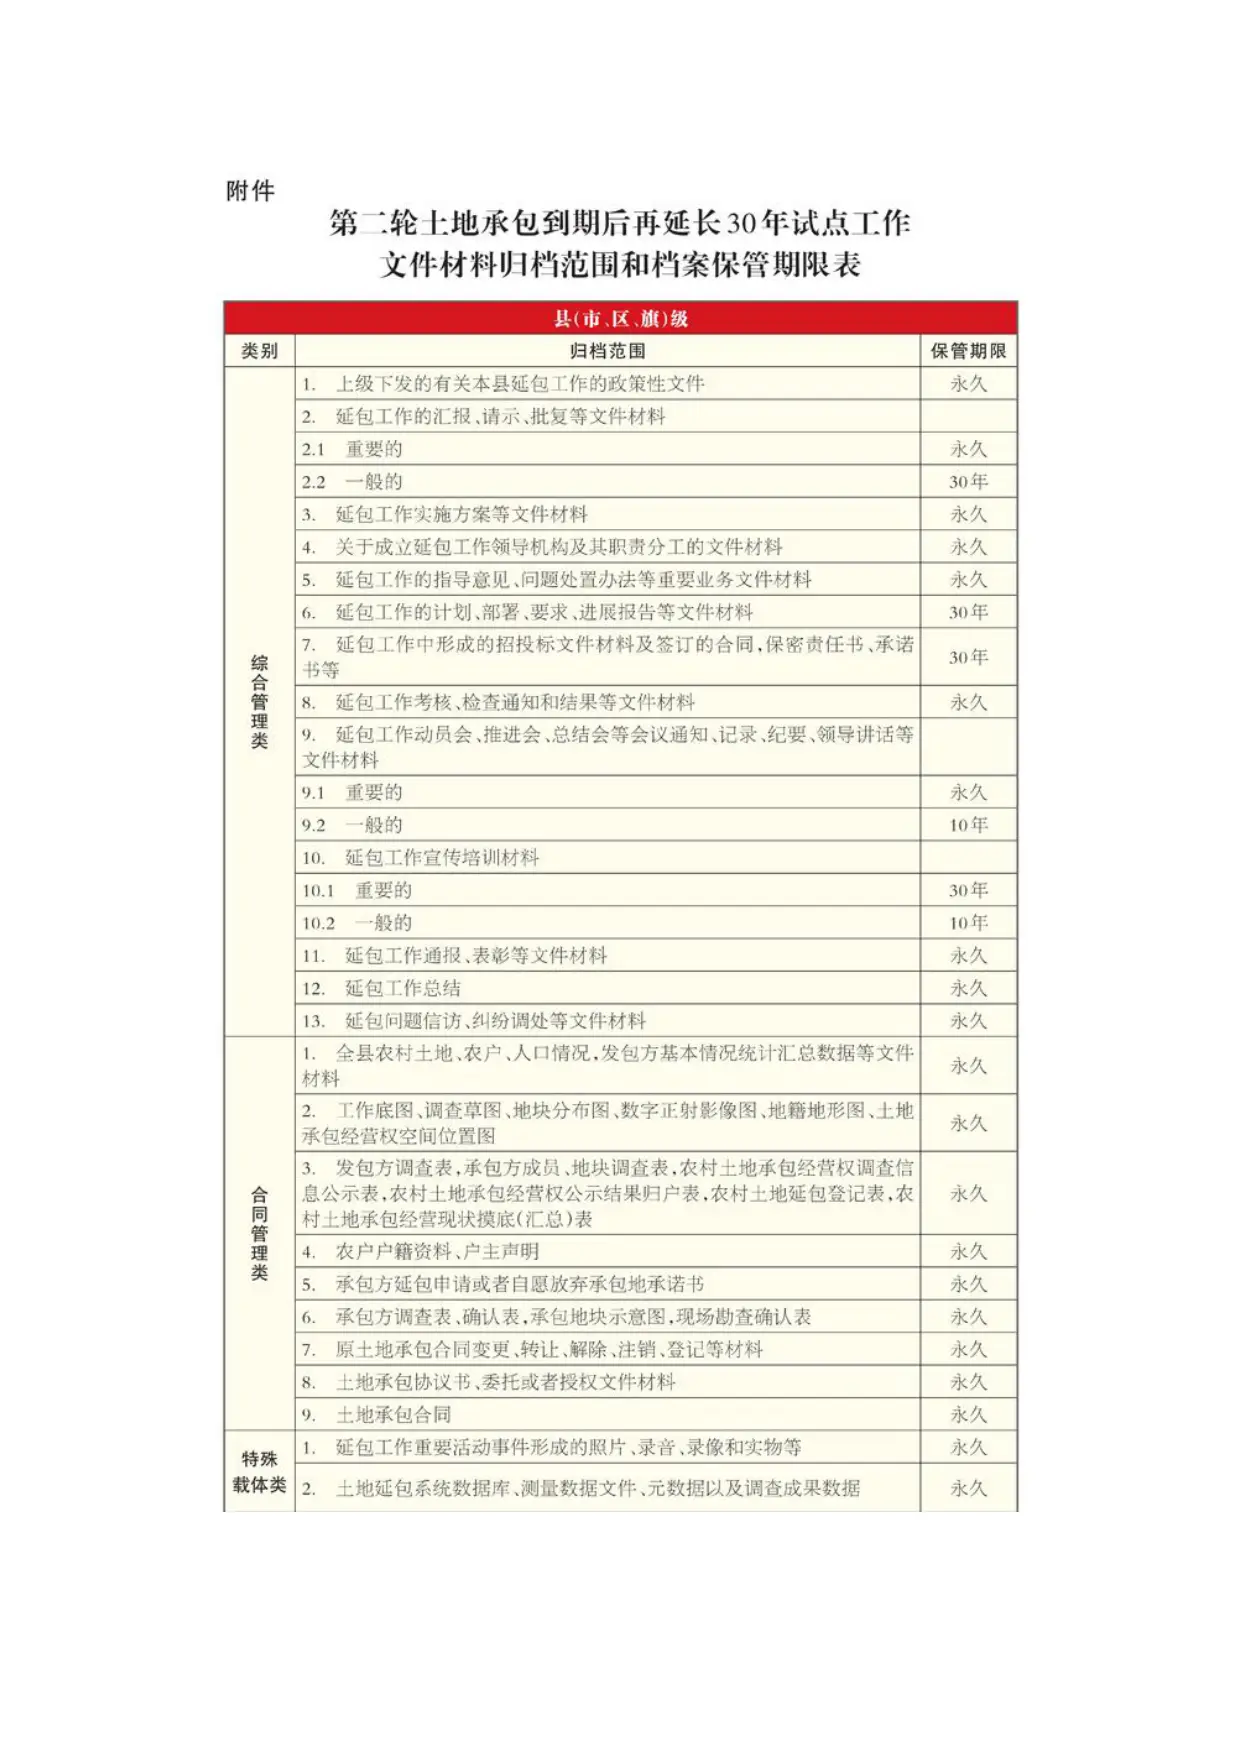 附件
第二轮土地承包到期后再延长30年试点工作
文件材料归档范围和档案保管期限表
县(市、区、旗)级
类别 归档范围 保管期限
综合管理类
1. 上级下发的有关本县延包工作的政策性文件 永久
2. 延包工作的汇报、请示、批复等文件材料
2.1 重要的 永久
2.2 一般的 30年
3. 延包工作实施方案等文件材料 永久
4. 关于成立延包工作领导机构及其职责分工的文件材料 永久
5. 延包工作的指导意见、问题处置办法等重要业务文件材料 永久
6. 延包工作的计划、部署、要求、进展报告等文件材料 30年
7. 延包工作中形成的招投标文件材料及签订的合同,保密责任书、承诺
书等 30年
8. 延包工作考核、检查通知和结果等文件材料 永久
9. 延包工作动员会、推进会、总结会等会议通知、记录、纪要、领导讲话等
文件材料
9.1 重要的 永久
9.2 一般的 10年
10. 延包工作宣传培训材料
10.1 重要的 30年
10.2 一般的 10年
11. 延包工作通报、表彰等文件材料 永久
12. 延包工作总结 永久
13. 延包问题信访、纠纷调处等文件材料 永久
合同管理类
1. 全县农村土地、农户、人口情况,发包方基本情况统计汇总数据等文件
材料 永久
2. 工作底图、调查草图、地块分布图、数字正射影像图、地籍地形图、土地
承包经营权空间位置图 永久
3. 发包方调查表,承包方成员、地块调查表,农村土地承包经营权调查信
息公示表,农村土地承包经营权公示结果归户表,农村土地延包登记表,农 永久
村土地承包经营现状摸底(汇总)表
4. 农户户籍资料、户主声明 永久
5. 承包方延包申请或者自愿放弃承包地承诺书 永久
6. 承包方调查表、确认表,承包地块示意图,现场勘查确认表 永久
7. 原土地承包合同变更、转让、解除、注销、登记等材料 永久
8. 土地承包协议书、委托或者授权文件材料 永久
9. 土地承包合同 永久
特殊
载体类
1. 延包工作重要活动事件形成的照片、录音、录像和实物等 永久
2. 土地延包系统数据库、测量数据文件、元数据以及调查成果数据 永久